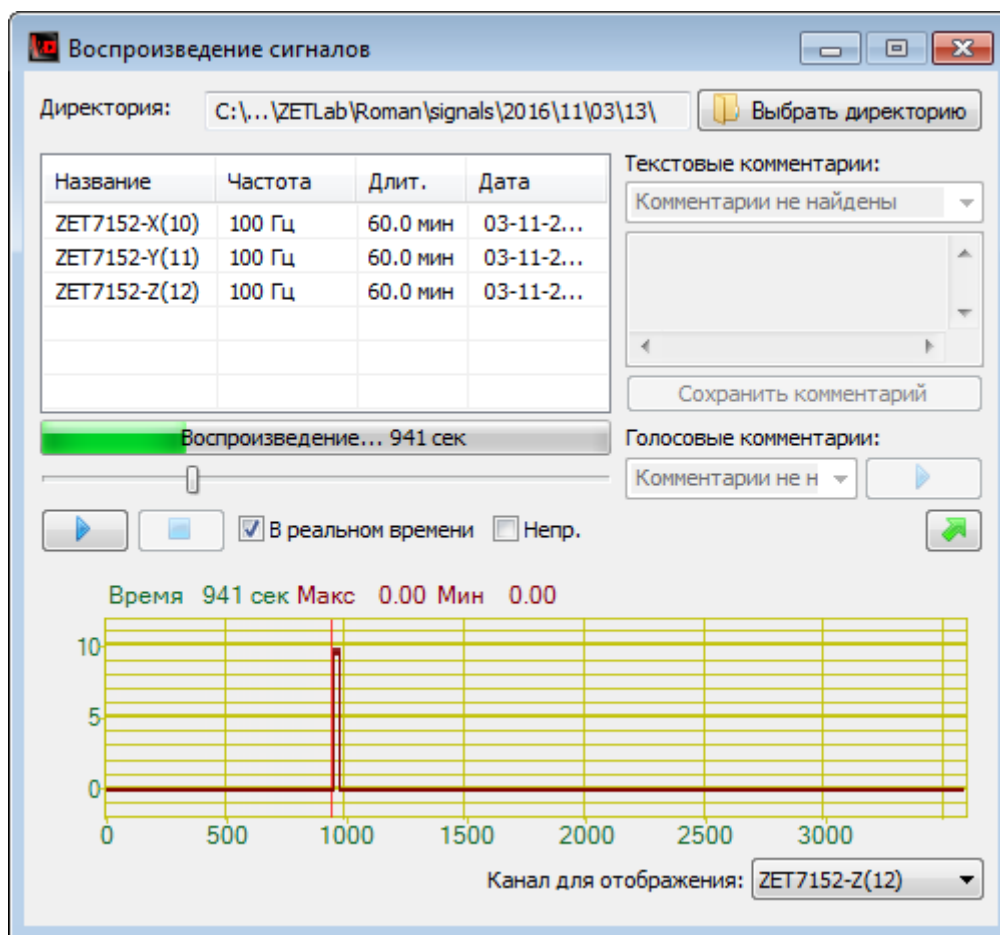 Воспроизведение сигналов
Директория: C:\...\ZETLab\Roman\signals\2016\11\03\13\ Выбрать директорию
Название Частота Длит. Дата
ZET7152-X(10) 100 Гц 60.0 мин 03-11-2...
ZET7152-Y(11) 100 Гц 60.0 мин 03-11-2...
ZET7152-Z(12) 100 Гц 60.0 мин 03-11-2...
Текстовые комментарии:
Комментарии не найдены
Сохранить комментарий
Воспроизведение... 941 сек
Голосовые комментарии:
Комментарии не н
В реальном времени Непр.
Время 941 сек Макс 0.00 Мин 0.00
10
5
0
0 500 1000 1500 2000 2500 3000
Канал для отображения: ZET7152-Z(12)